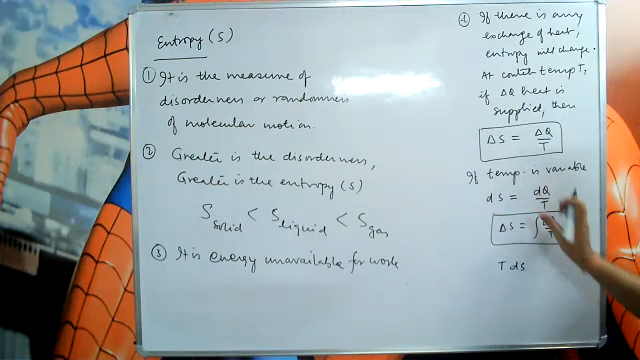 Entropy (S)
① It is the measure of
disorderness or randomness
of molecular motion.
② Greater is the disorderness,
Greater is the entropy (S)
S solid < S liquid < S gas
③ It is energy unavailable for work
④ If there is any
exchange of heat,
entropy will change.
At temp T,
if ΔQ heat is
supplied, then
ΔS = ΔQ/T
If temp. is variable
dS = dQ/T
ΔS = ∫
T ds